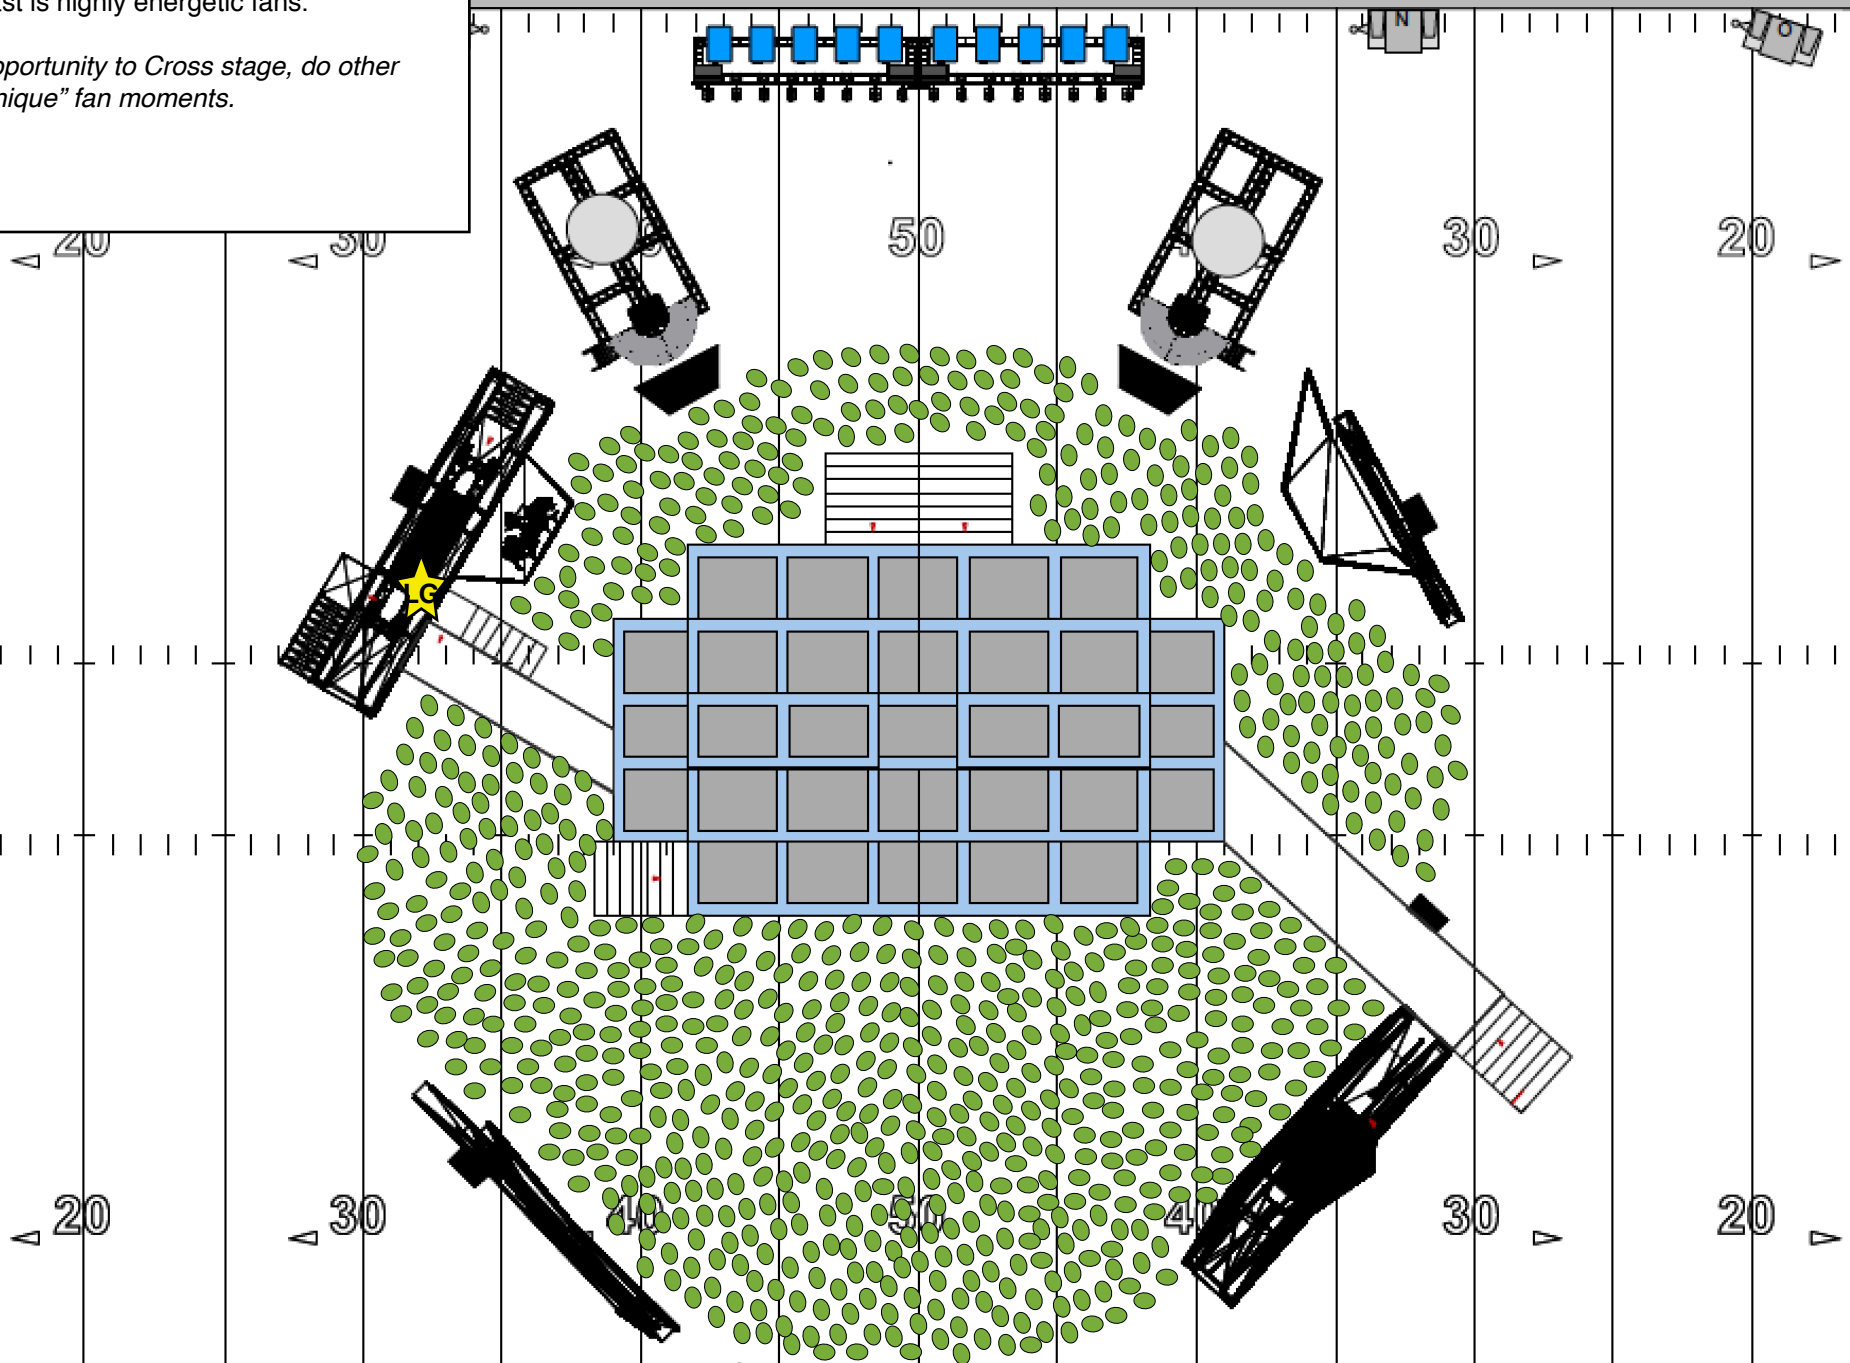 st is highly energetic fans.
pportunity to Cross stage, do other
nique” fan moments.
N
O
20
30
50
30
20
LG
20
30
40
50
40
30
20